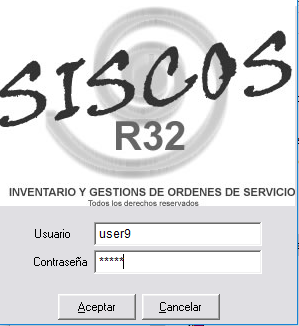 SISCOS
R32
INVENTARIO Y GESTIONS DE ORDENES DE SERVICIO
Todos los derechos reservados
Usuario user9
Contraseña *****
Aceptar Cancelar